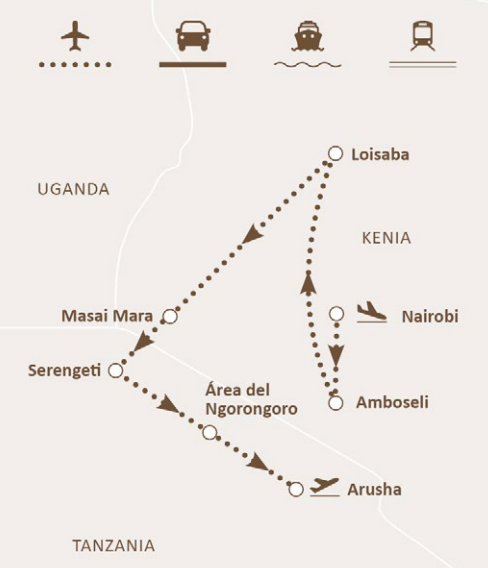 Loisaba
UGANDA
KENIA
Masai Mara
Nairobi
Serengeti
Área del
Ngorongoro
Amboseli
Arusha
TANZANIA